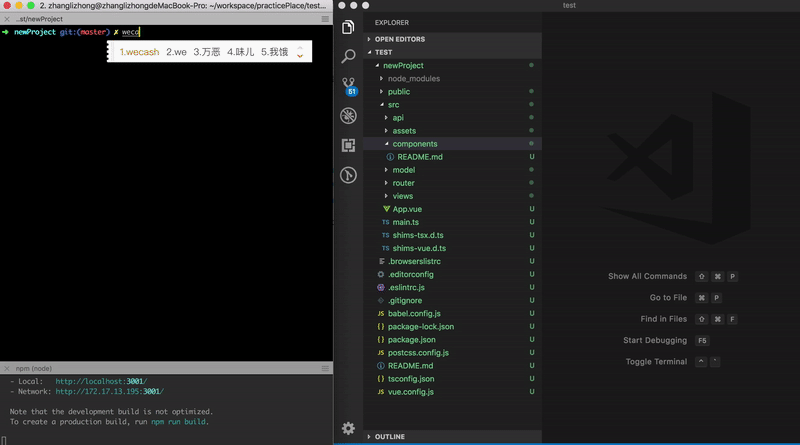 2. zhanglizhong@zhanglizhongdeMacBook-Pro: ~/workspace/practicePlace/test...
..st/newProject
➜ newProject git:(master) ✗ weca
1.wecash 2.we 3.万恶 4.味儿 5.我饿
npm (node)
- Local: http://localhost:3001/
- Network: http://172.17.13.195:3001/
Note that the development build is not optimized.
To create a production build, run npm run build.
test
EXPLORER
OPEN EDITORS
TEST
newProject
node_modules
public
src
51
api
assets
components
README.md U
model
router
views
App.vue U
main.ts U
shims-tsx.d.ts U
shims-vue.d.ts U
.browserslistrc U
.editorconfig U
.eslintrc.js U
.gitignore U
JS babel.config.js U
package-lock.json U
package.json U
JS postcss.config.js U
README.md U
tsconfig.json U
JS vue.config.js U
OUTLINE
Show All Commands ⇧ ⌘ P
Go to File ⌘ P
Find in Files ⇧ ⌘ F
Start Debugging F5
Toggle Terminal ⌃ `